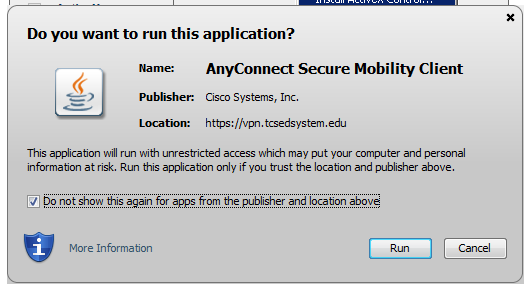 Install ActiveX Control...
Do you want to run this application?
Name: AnyConnect Secure Mobility Client
Publisher: Cisco Systems, Inc.
Location: https://vpn.tcsedsystem.edu
This application will run with unrestricted access which may put your computer and personal
information at risk. Run this application only if you trust the location and publisher above.
Do not show this again for apps from the publisher and location above
More Information
Run
Cancel